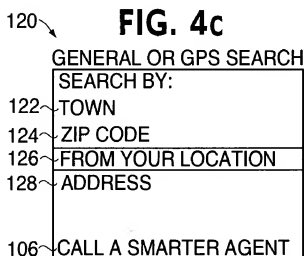 FIG. 4c
120
GENERAL OR GPS SEARCH
SEARCH BY:
122 TOWN
124 ZIP CODE
126 FROM YOUR LOCATION
128 ADDRESS
106 CALL A SMARTER AGENT